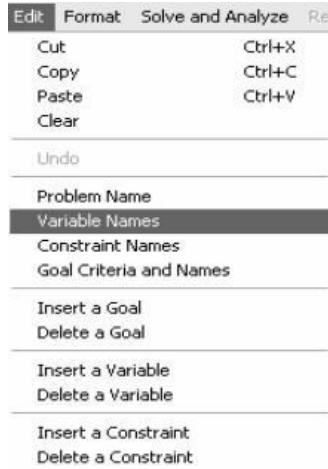 Edit Format Solve and Analyze Re
Cut Ctrl+X
Copy Ctrl+C
Paste Ctrl+V
Clear
Undo
Problem Name
Variable Names
Constraint Names
Goal Criteria and Names
Insert a Goal
Delete a Goal
Insert a Variable
Delete a Variable
Insert a Constraint
Delete a Constraint